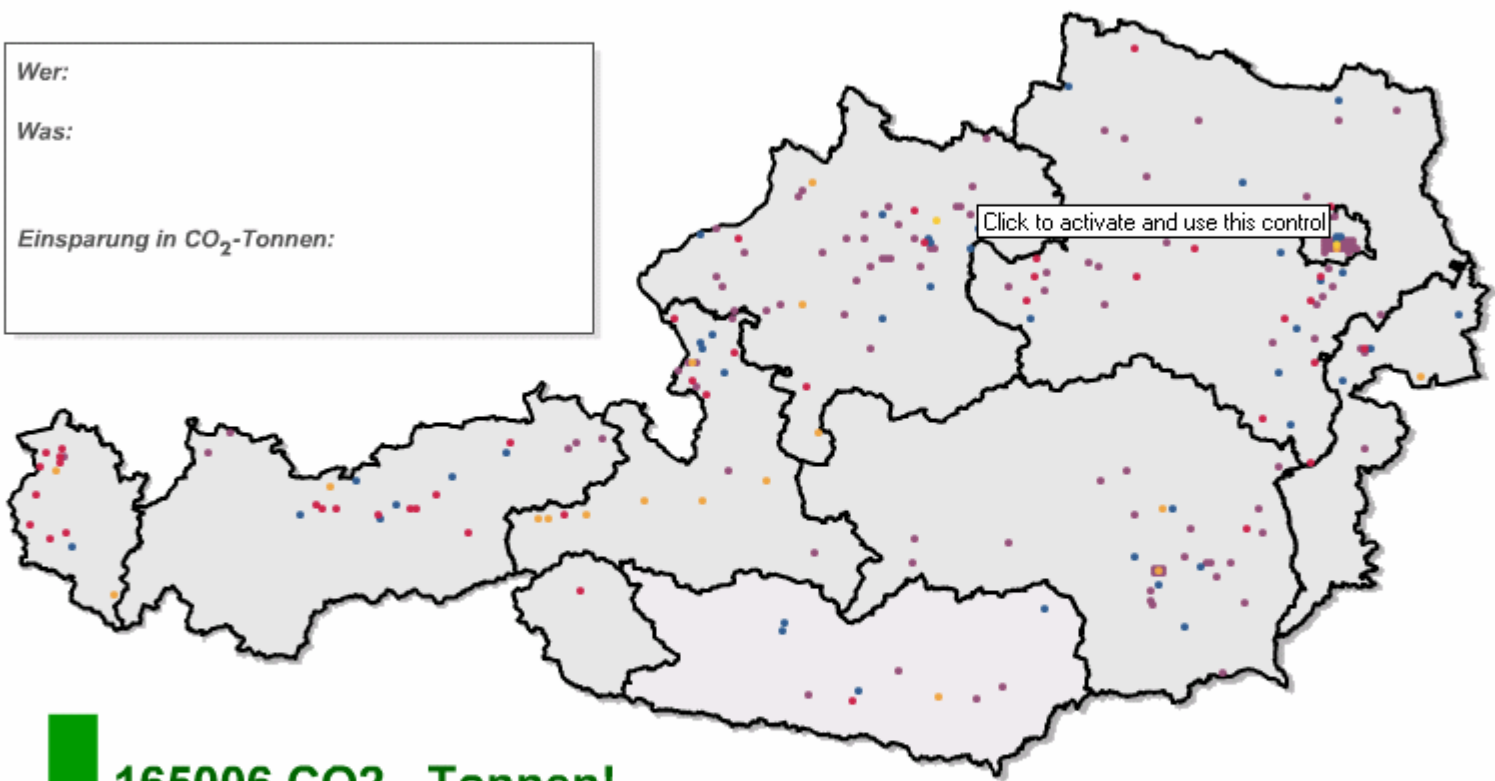 Wer:
Was:
Einsparung in CO2-Tonnen:
Click to activate and use this control
165006 CO2 - Tonnen!